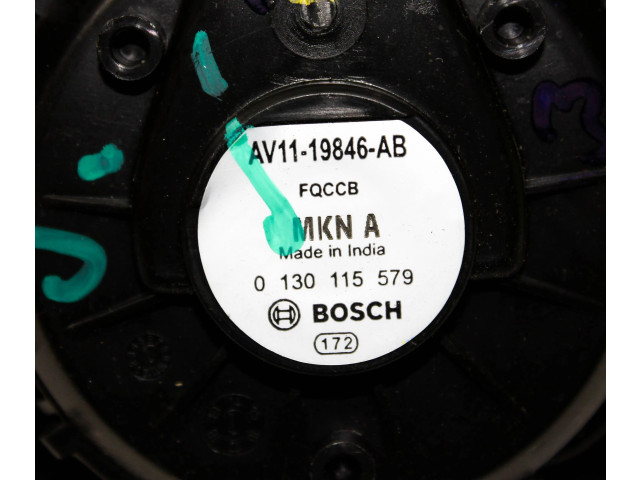 AV11-19846-AB
FQCCB
MKN A
Made in India
0 130 115 579
BOSCH
172